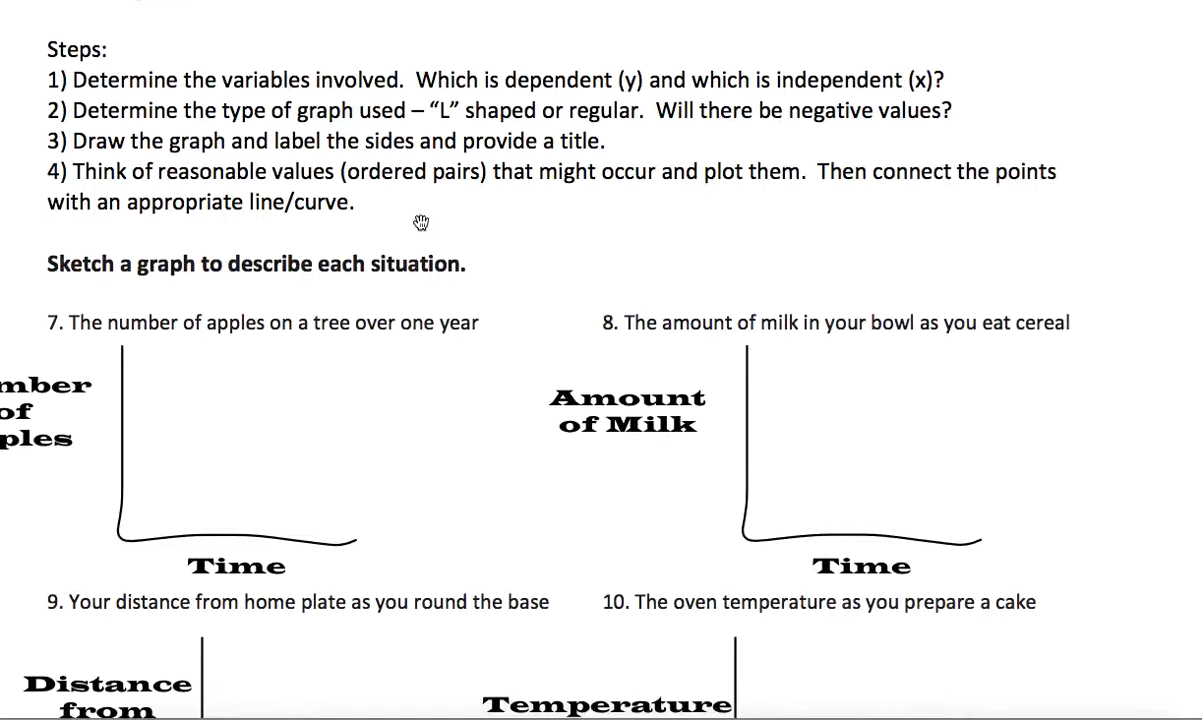 Steps:
1) Determine the variables involved.  Which is dependent (y) and which is independent (x)?
2) Determine the type of graph used – “L” shaped or regular.  Will there be negative values?
3) Draw the graph and label the sides and provide a title.
4) Think of reasonable values (ordered pairs) that might occur and plot them.  Then connect the points
with an appropriate line/curve.
Sketch a graph to describe each situation.
7. The number of apples on a tree over one year
mber
of
ples
Time
8. The amount of milk in your bowl as you eat cereal
Amount
of Milk
Time
9. Your distance from home plate as you round the base
Distance
from
10. The oven temperature as you prepare a cake
Temperature